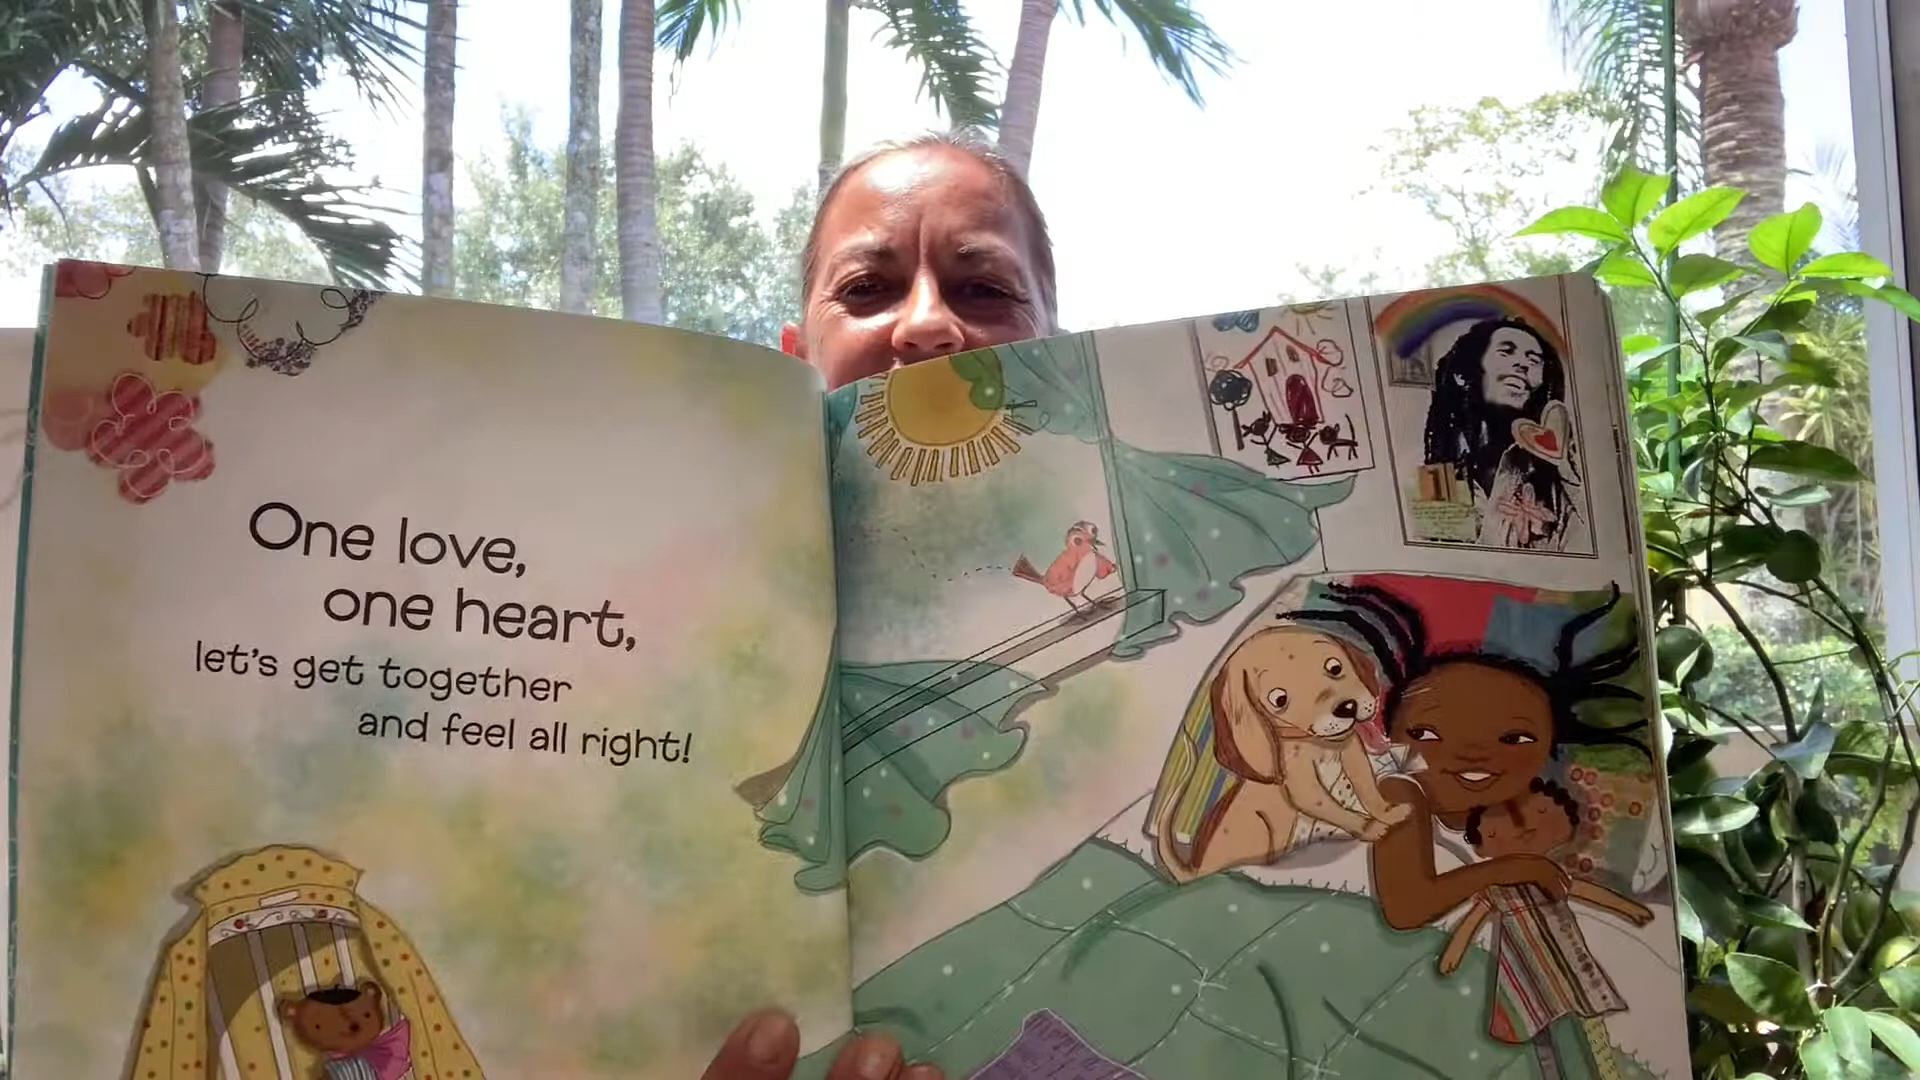 One love,
one heart,
let's get together
and feel all right!